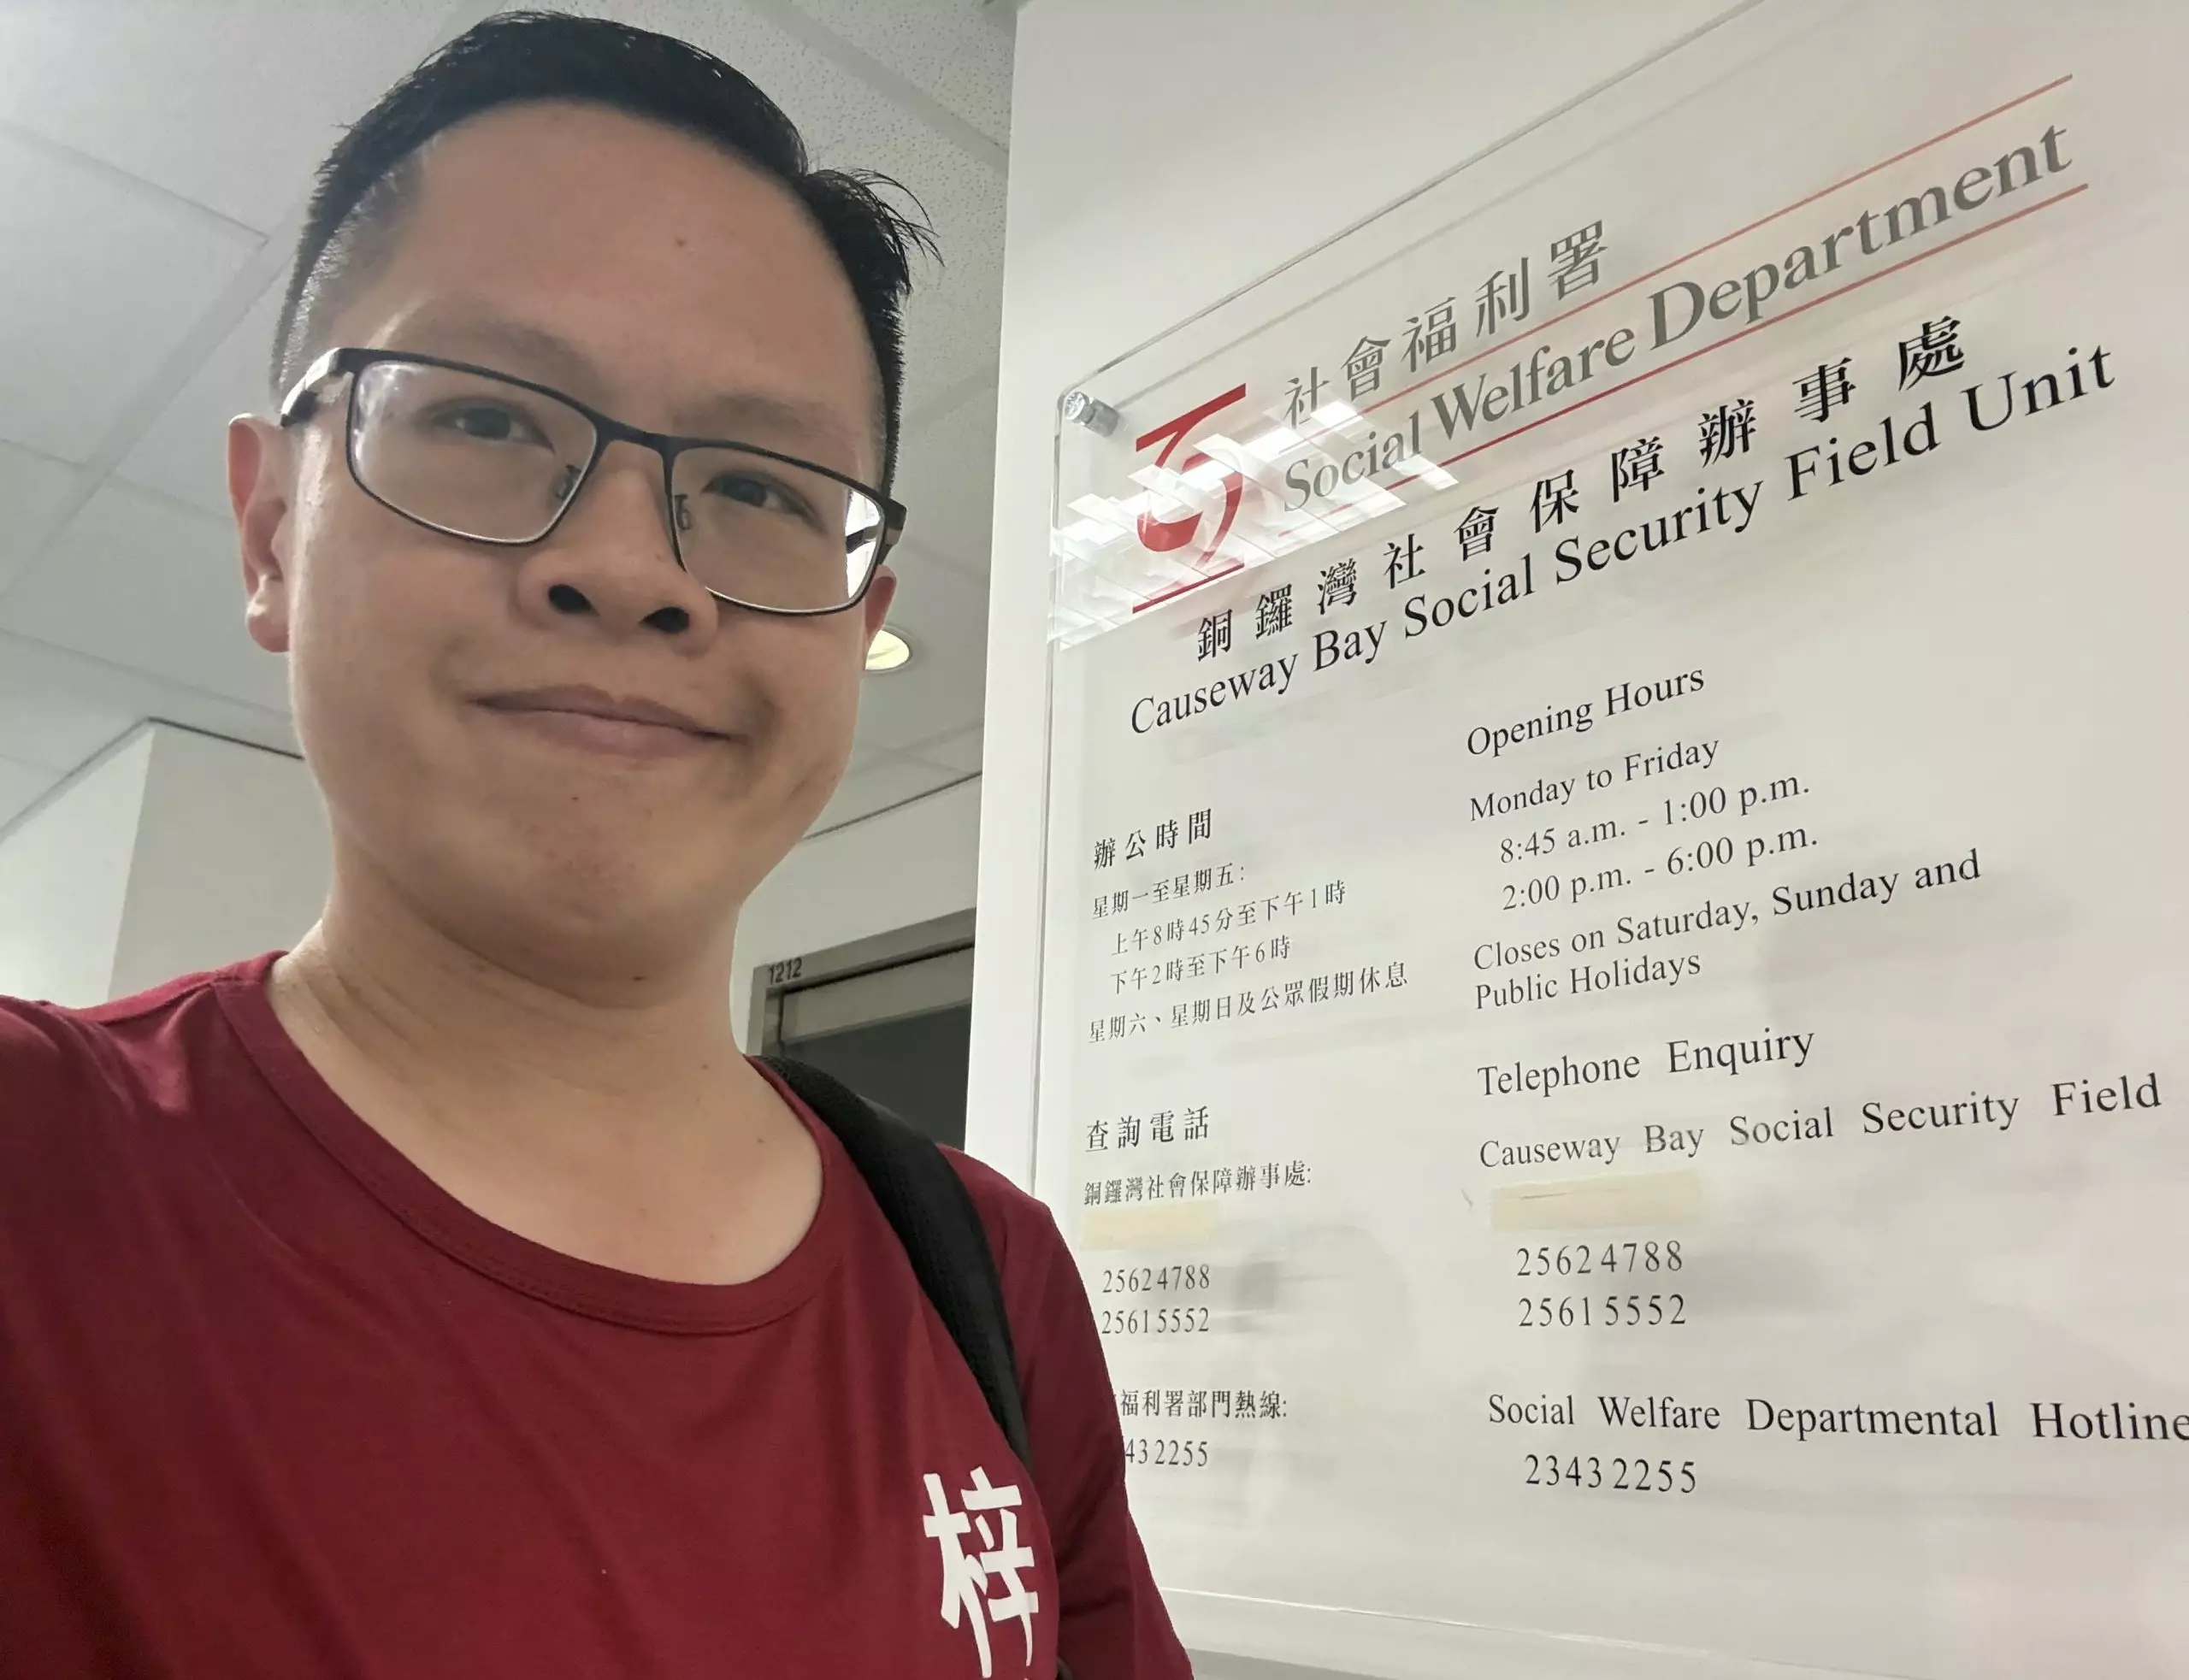 社會福利署
Social Welfare Department
銅鑼灣社會保障辦事處
Causeway Bay Social Security Field Unit
辦公時間
星期一至星期五:
上午8時45分至下午1時
下午2時至下午6時
星期六、星期日及公眾假期休息
Opening Hours
Monday to Friday
8:45 a.m. - 1:00 p.m.
2:00 p.m. - 6:00 p.m.
Closes on Saturday, Sunday and
Public Holidays
查詢電話
銅鑼灣社會保障辦事處:
25624788
25615552
福利署部門熱線:
432255
Telephone Enquiry
Causeway Bay Social Security Field
25624788
25615552
Social Welfare Departmental Hotline
23432255
1212
梓